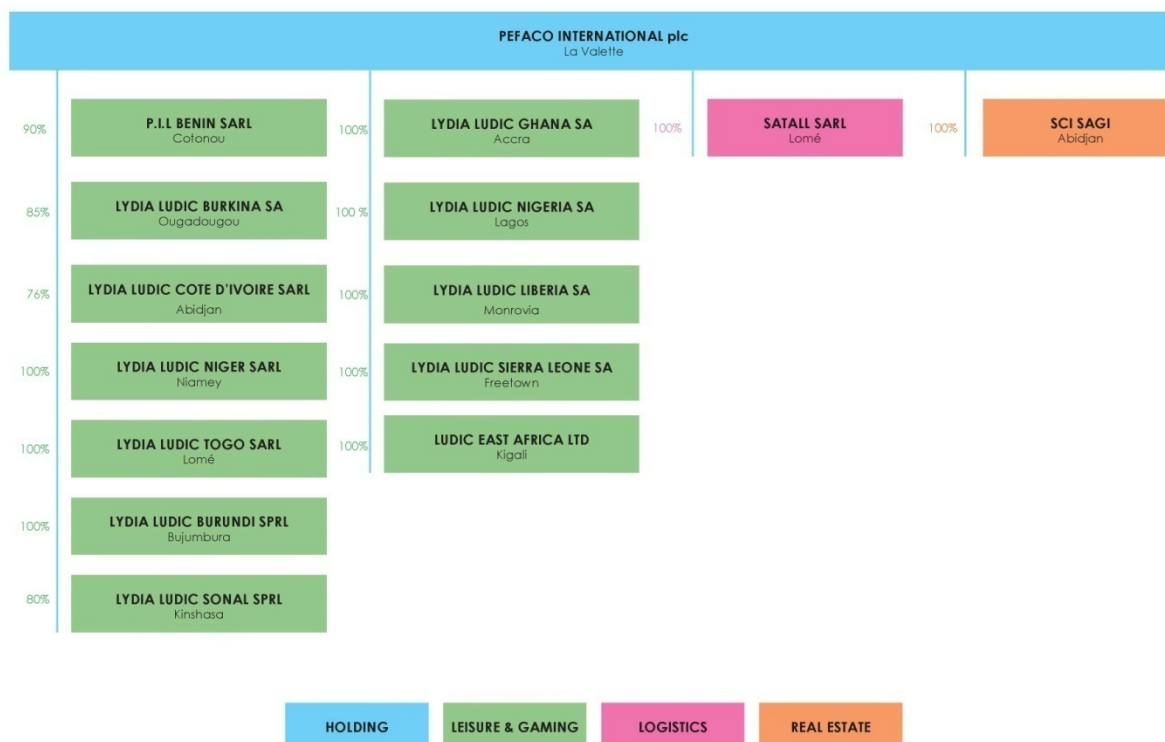 PEFACO INTERNATIONAL plc
La Valette
90%
P.I.L BENIN SARL
Cotonou
85%
LYDIA LUDIC BURKINA SA
Ougadougou
76%
LYDIA LUDIC COTE D'IVOIRE SARL
Abidjan
100%
LYDIA LUDIC NIGER SARL
Niamey
100%
LYDIA LUDIC TOGO SARL
Lomé
100%
LYDIA LUDIC BURUNDI SPRL
Bujumbura
80%
LYDIA LUDIC SONAL SPRL
Kinshasa
100%
LYDIA LUDIC GHANA SA
Accra
100 %
LYDIA LUDIC NIGERIA SA
Lagos
100%
LYDIA LUDIC LIBERIA SA
Monrovia
100%
LYDIA LUDIC SIERRA LEONE SA
Freetown
100%
LUDIC EAST AFRICA LTD
Kigali
100%
SATALL SARL
Lomé
100%
SCI SAGI
Abidjan
HOLDING
LEISURE & GAMING
LOGISTICS
REAL ESTATE